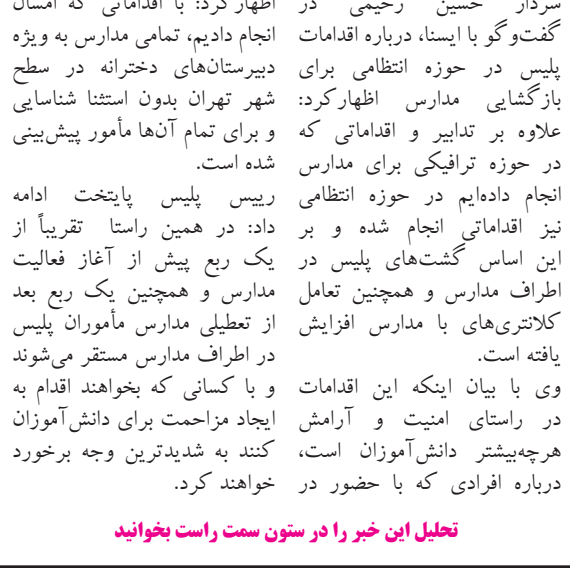 سردار حسین رحیمی در
گفت‌وگو با ایسنا، درباره اقدامات
پلیس در حوزه انتظامی برای
بازگشایی مدارس اظهارکرد:
علاوه بر تدابیر و اقداماتی که
در حوزه ترافیکی برای مدارس
انجام داده‌ایم در حوزه انتظامی
نیز اقداماتی انجام شده و بر
این اساس گشت‌های پلیس در
اطراف مدارس و همچنین تعامل
کلانتری‌های با مدارس افزایش
یافته است.
وی با بیان اینکه این اقدامات
در راستای امنیت و آرامش
هرچه‌بیشتر دانش‌آموزان است،
درباره افرادی که با حضور در
اظهارکرد: با اقداماتی که امسال
انجام دادیم، تمامی مدارس به ویژه
دبیرستان‌های دخترانه در سطح
شهر تهران بدون استثنا شناسایی
و برای تمام آن‌ها مأمور پیش‌بینی
شده است.
رییس پلیس پایتخت ادامه
داد: در همین راستا تقریباً از
یک ربع پیش از آغاز فعالیت
مدارس و همچنین یک ربع بعد
از تعطیلی مدارس مأموران پلیس
در اطراف مدارس مستقر می‌شوند
و با کسانی که بخواهند اقدام به
ایجاد مزاحمت برای دانش‌آموزان
کنند به شدیدترین وجه برخورد
خواهند کرد.
تحلیل این خبر را در ستون سمت راست بخوانید